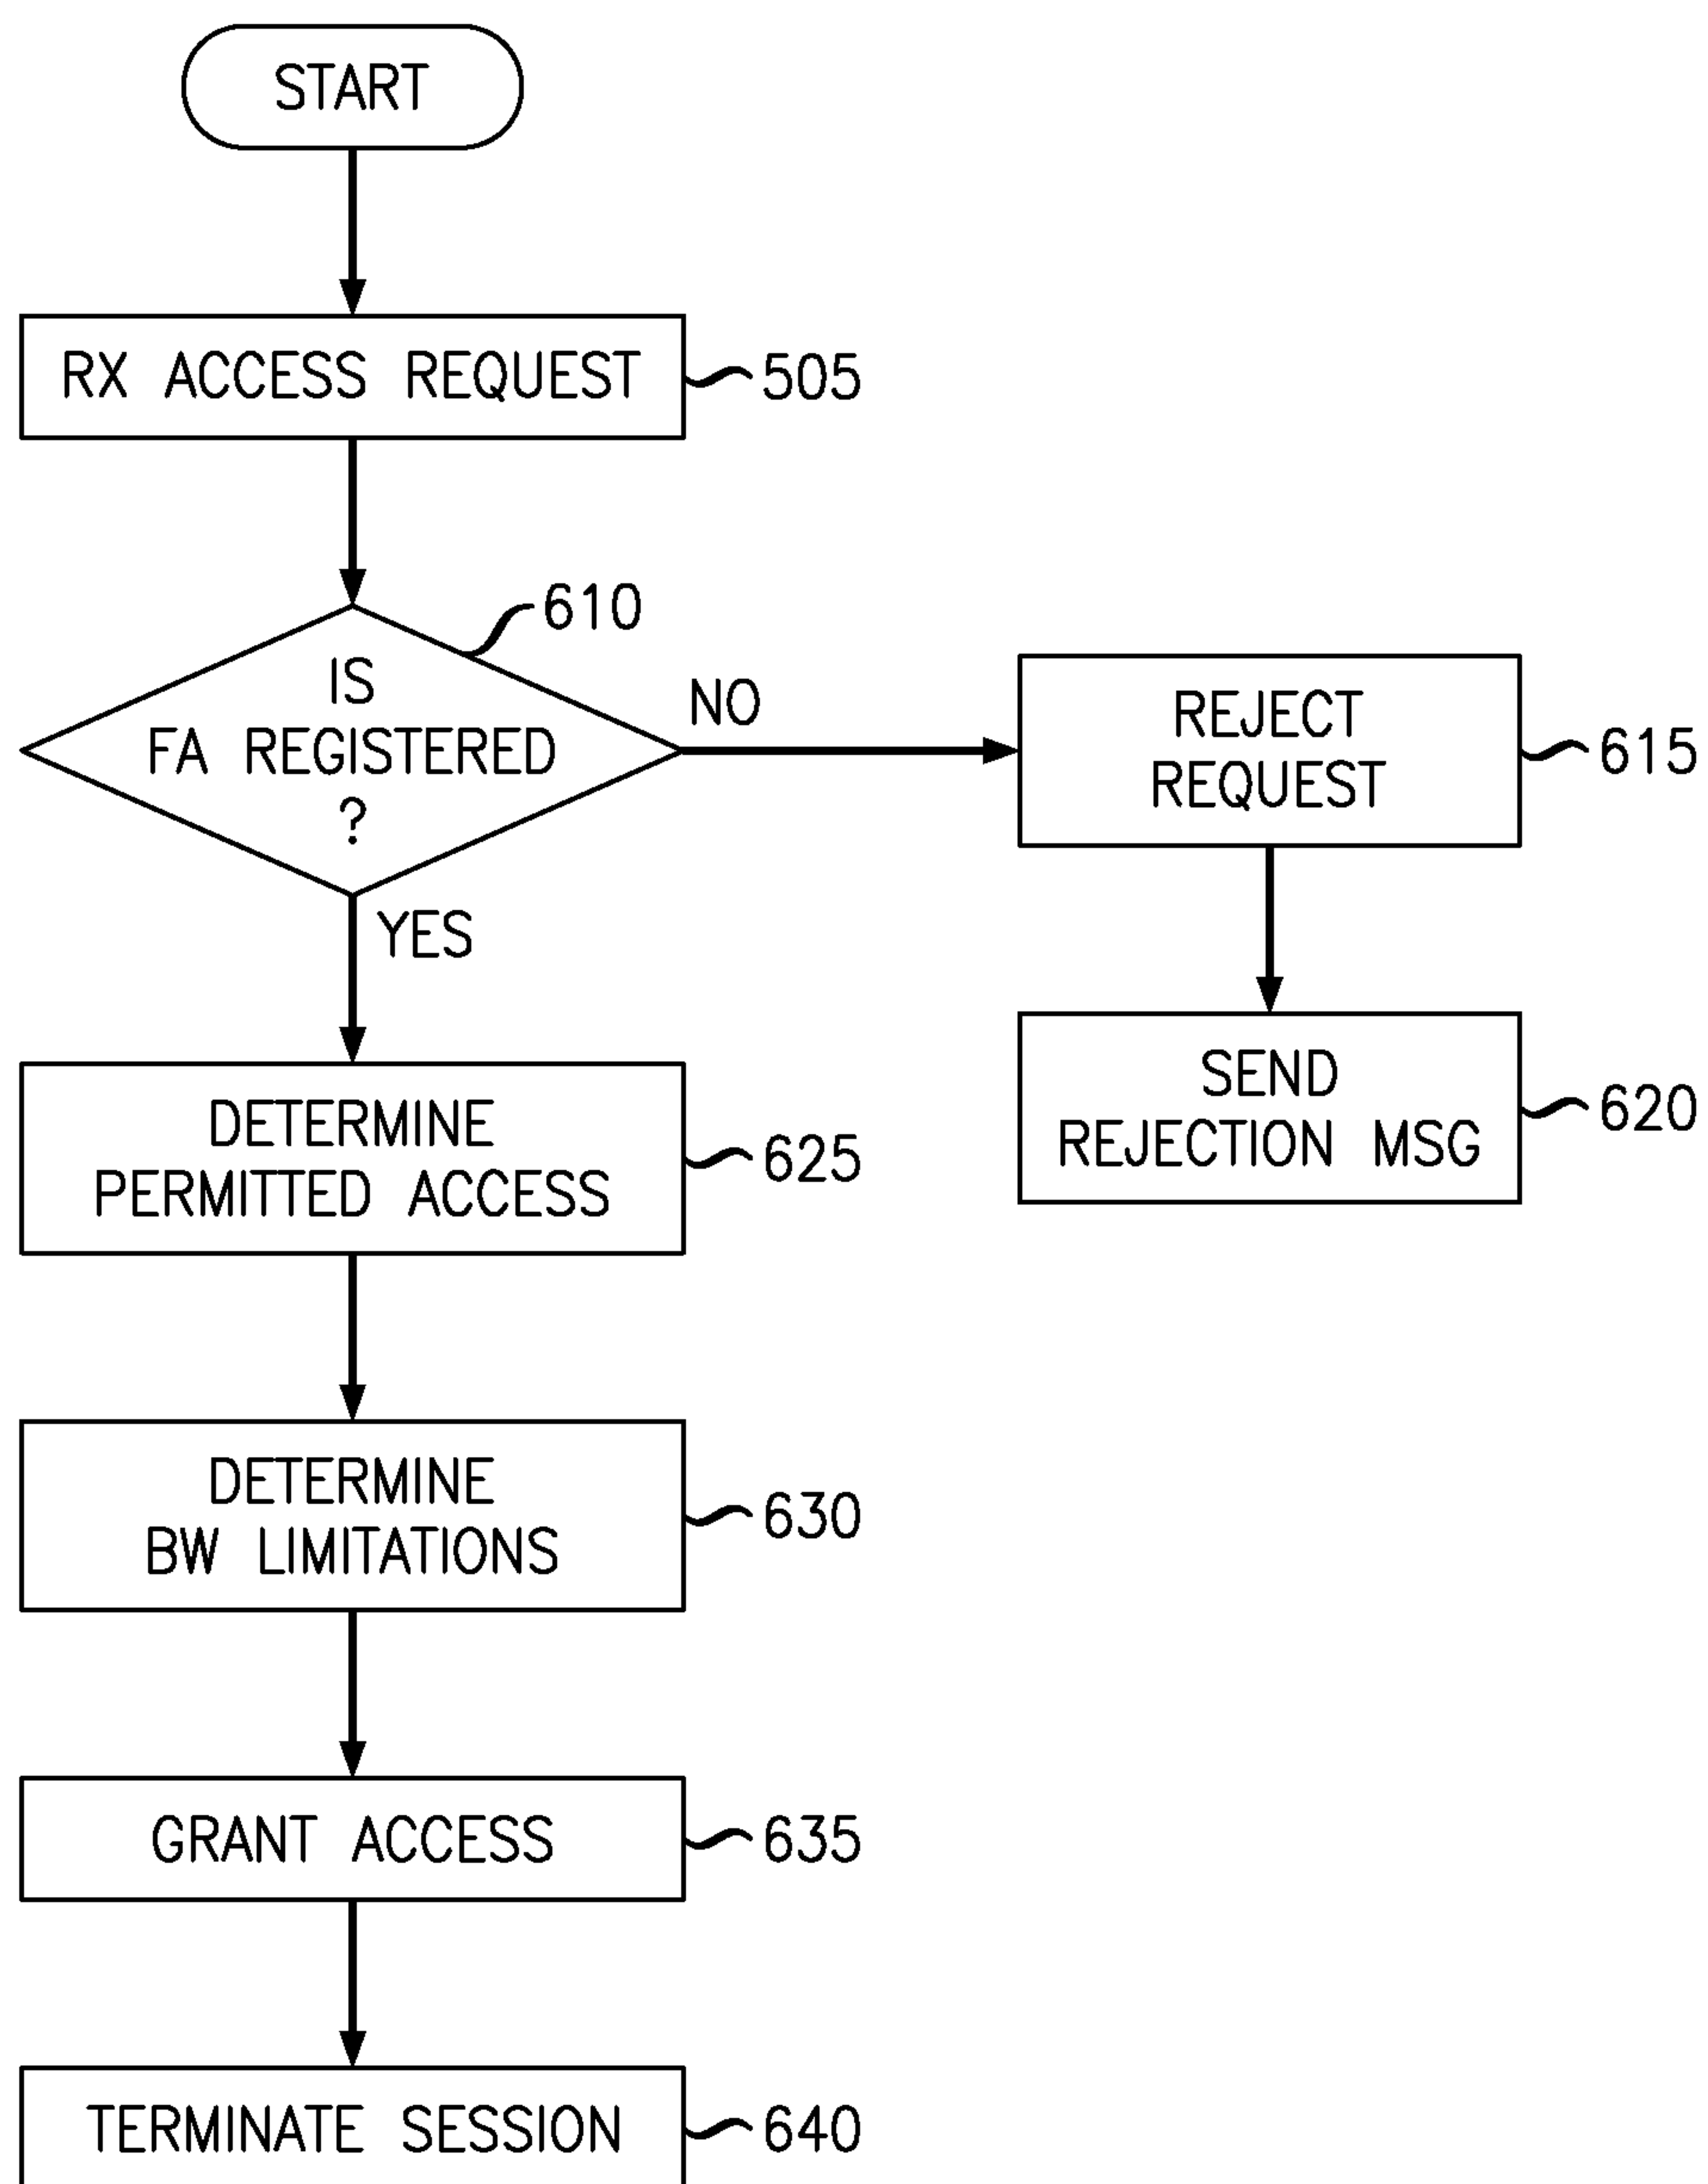 START
RX ACCESS REQUEST
505
610
IS
FA REGISTERED
?
NO
YES
REJECT
REQUEST
615
SEND
REJECTION MSG
620
DETERMINE
PERMITTED ACCESS
625
DETERMINE
BW LIMITATIONS
630
GRANT ACCESS
635
TERMINATE SESSION
640